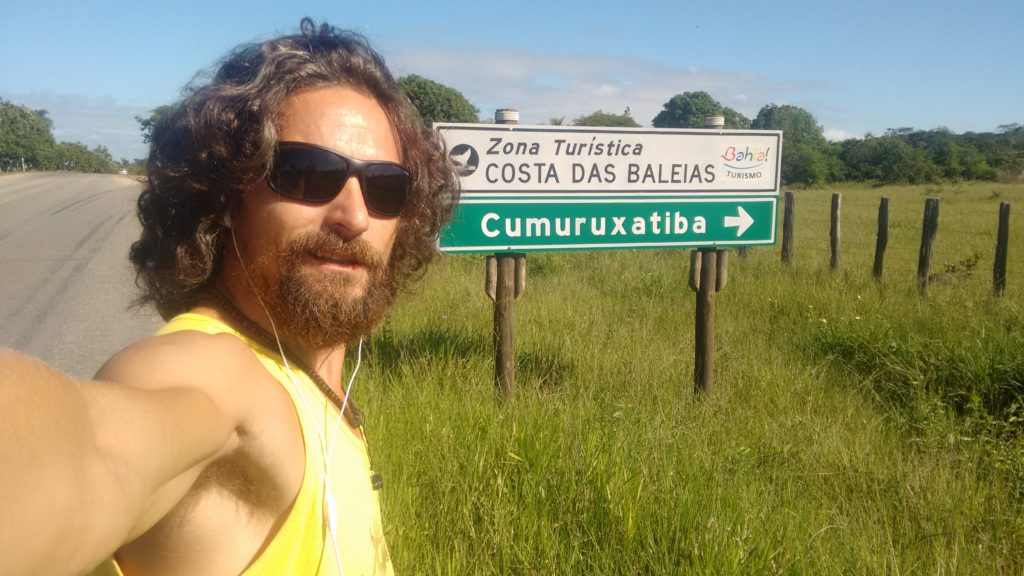 Zona Turística
COSTA DAS BALEIAS
Bahia!
TURISMO
Cumuruxatiba